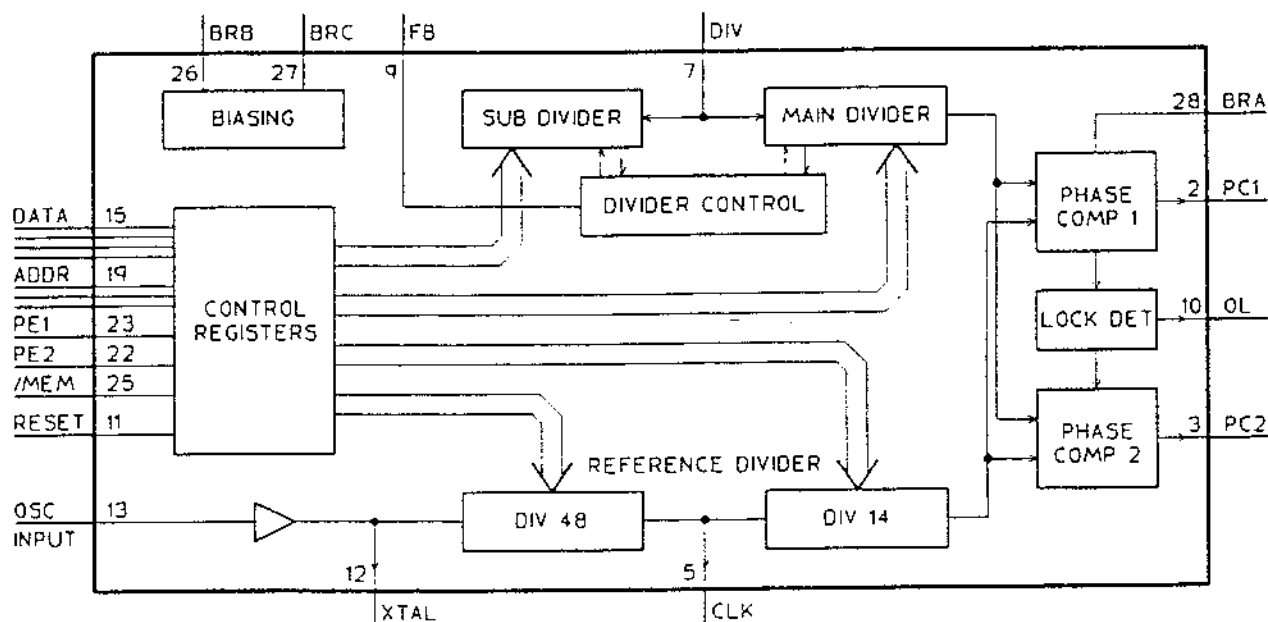 BRB BRC FB DIV
26 27 9 7
BIASING
SUB DIVIDER
MAIN DIVIDER
28 BRA
DIVIDER CONTROL
PHASE
COMP 1
2 PC1
DATA 15
ADDR 19
PE1 23
PE2 22
/MEM 25
RESET 11
CONTROL
REGISTERS
LOCK DET
10 OL
PHASE
COMP 2
3 PC2
REFERENCE DIVIDER
OSC
INPUT
13
DIV 48
DIV 14
12 5
XTAL CLK